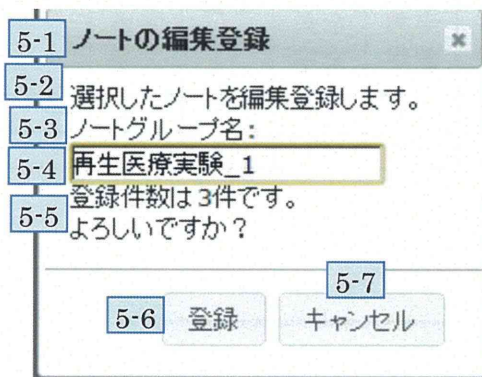 5-1 ノートの編集登録 ×
5-2 選択したノートを編集登録します。
5-3 ノートグループ名:
5-4 再生医療実験_1
登録件数は3件です。
5-5 よろしいですか?
5-7
5-6 登録 キャンセル